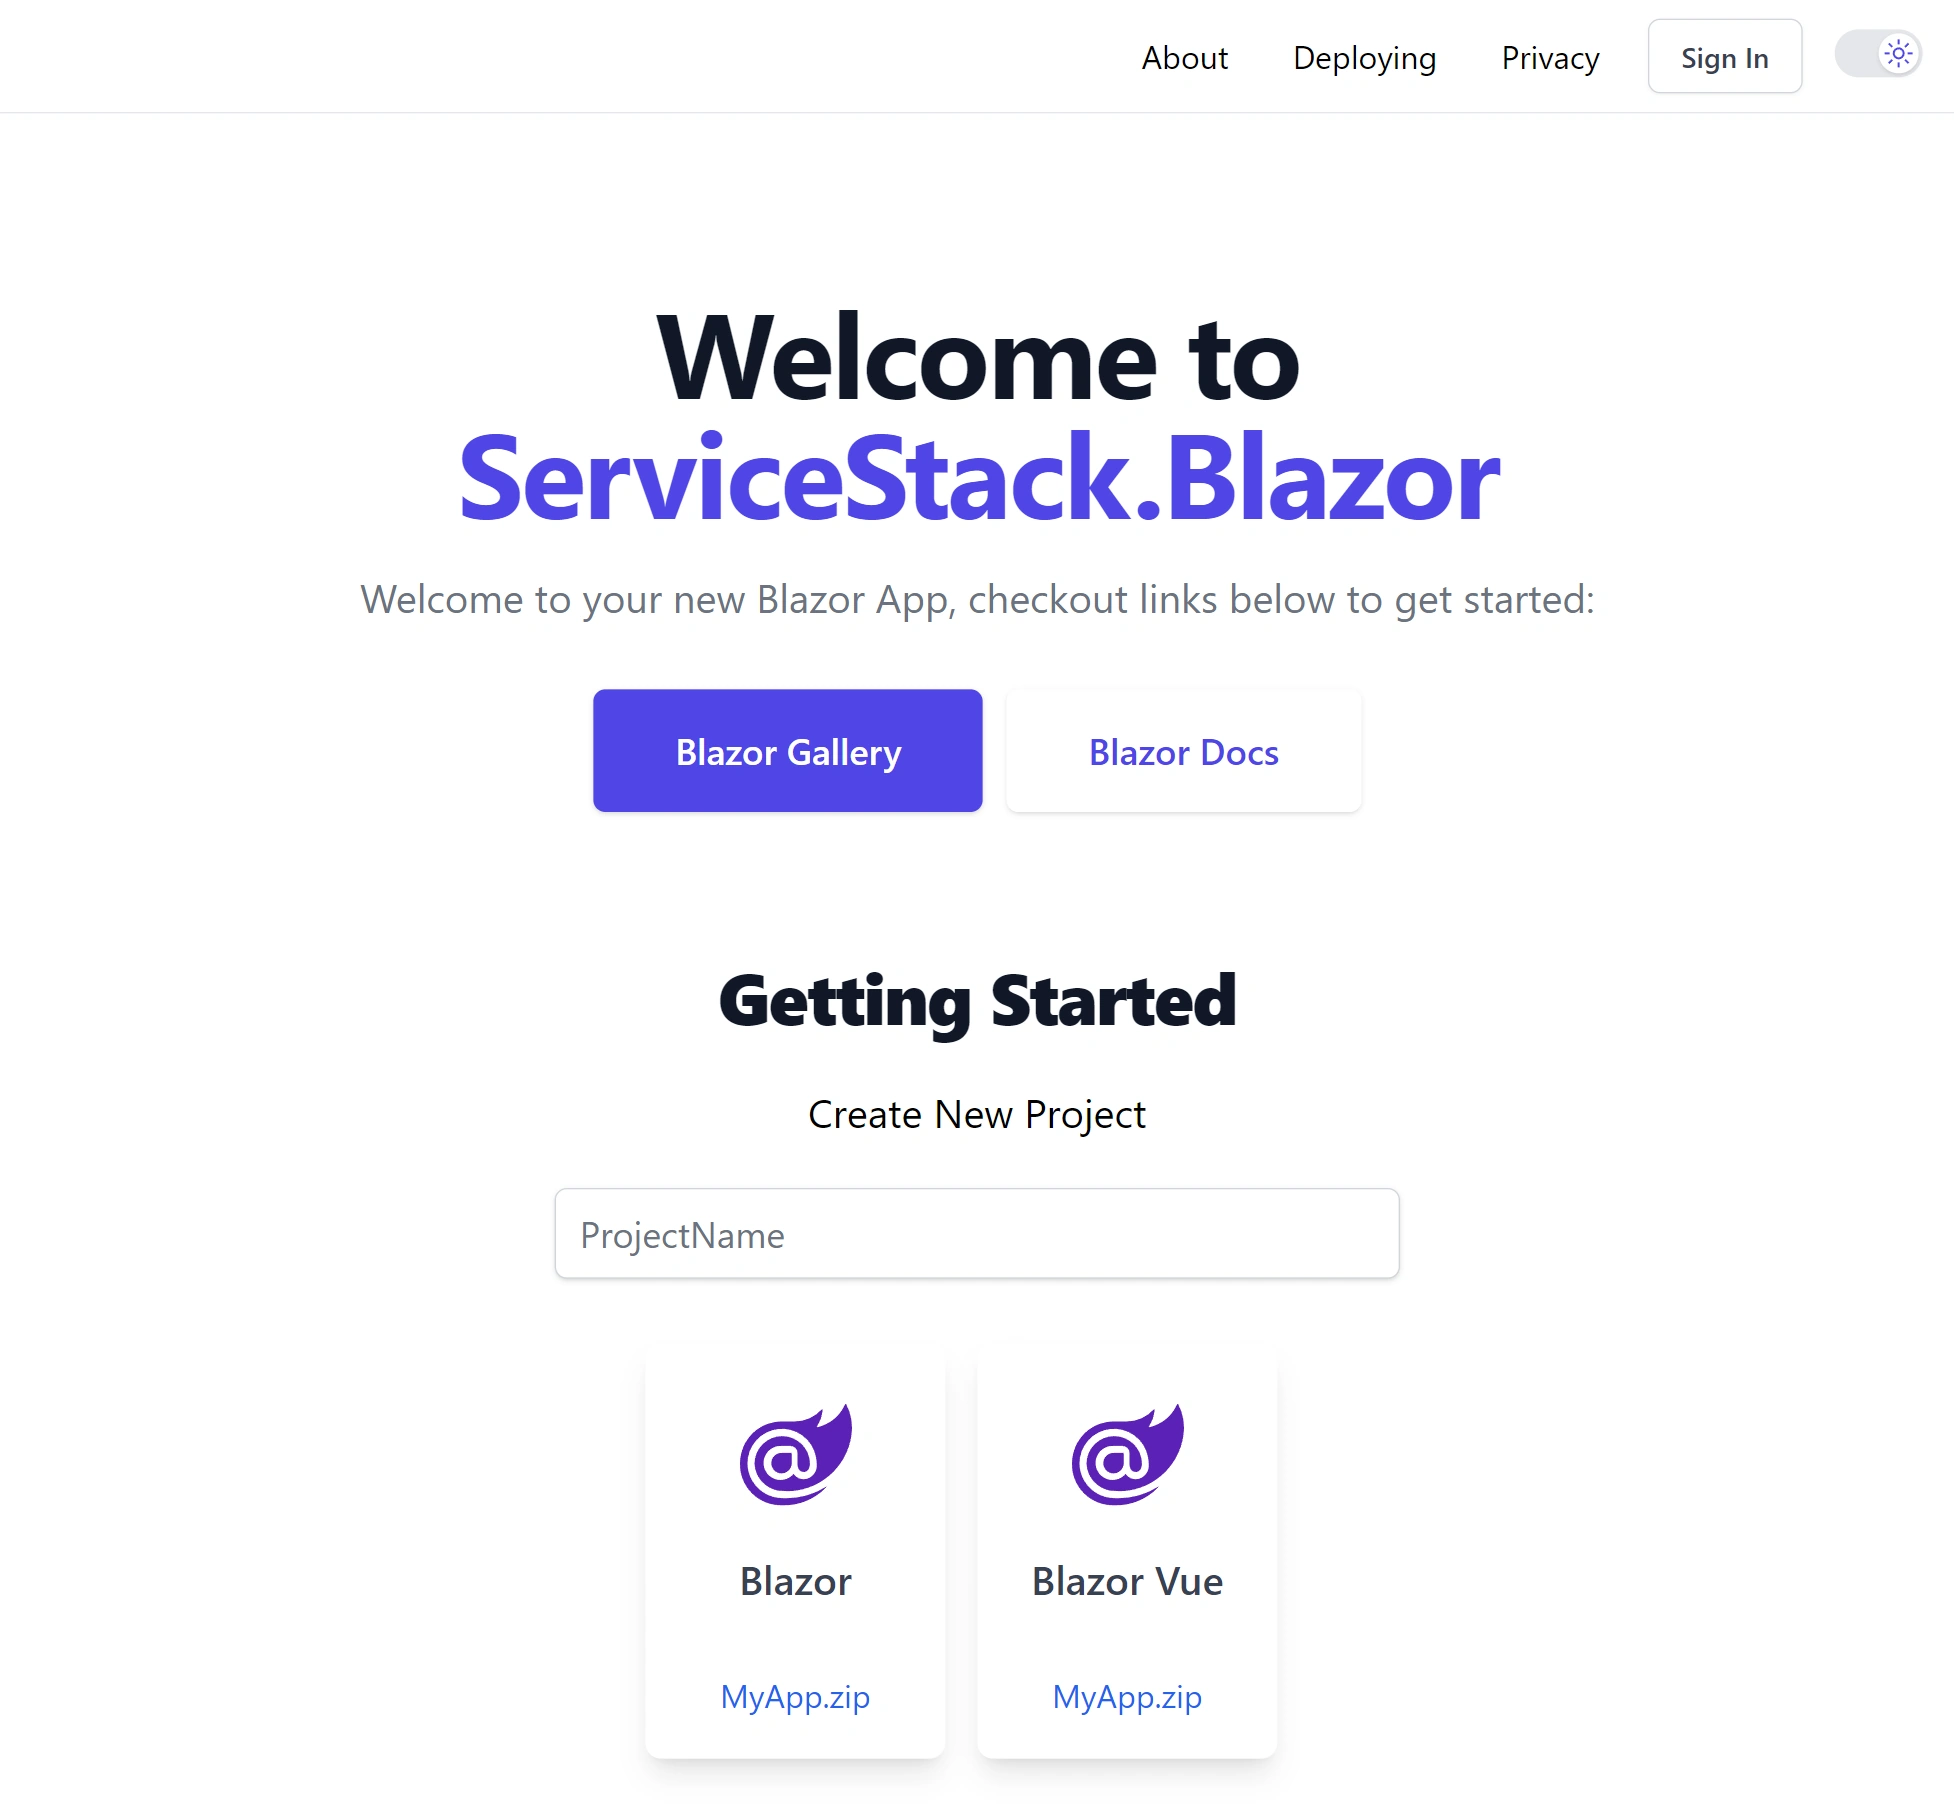 About Deploying Privacy Sign In
Welcome to
ServiceStack.Blazor
Welcome to your new Blazor App, checkout links below to get started:
Blazor Gallery Blazor Docs
Getting Started
Create New Project
ProjectName
Blazor Blazor Vue
MyApp.zip MyApp.zip